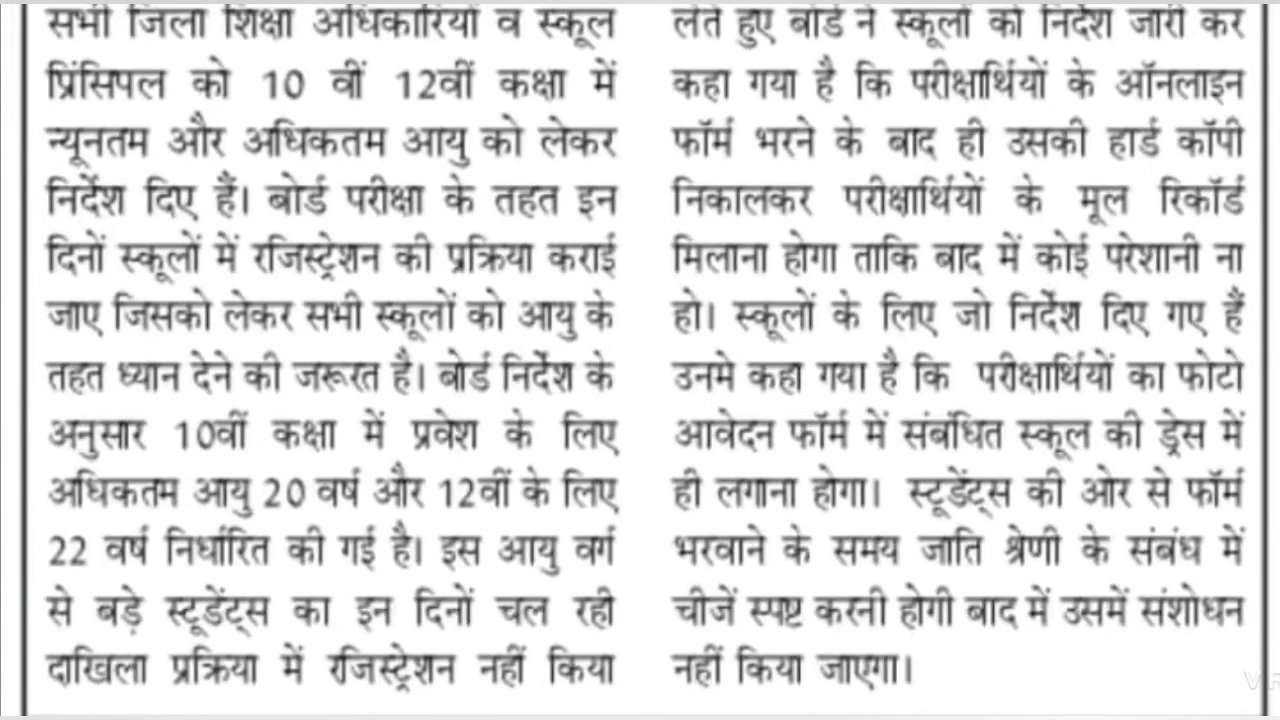 सभी जिला शिक्षा अधिकारियों व स्कूल
प्रिंसिपल को 10 वीं 12वीं कक्षा में
न्यूनतम और अधिकतम आयु को लेकर
निर्देश दिए हैं। बोर्ड परीक्षा के तहत इन
दिनों स्कूलों में रजिस्ट्रेशन की प्रक्रिया कराई
जाए जिसको लेकर सभी स्कूलों को आयु के
तहत ध्यान देने की जरूरत है। बोर्ड निर्देश के
अनुसार 10वीं कक्षा में प्रवेश के लिए
अधिकतम आयु 20 वर्ष और 12वीं के लिए
22 वर्ष निर्धारित की गई है। इस आयु वर्ग
से बड़े स्टूडेंट्स का इन दिनों चल रही
दाखिला प्रक्रिया में रजिस्ट्रेशन नहीं किया
लेते हुए बोर्ड ने स्कूलों को निर्देश जारी कर
कहा गया है कि परीक्षार्थियों के ऑनलाइन
फॉर्म भरने के बाद ही उसकी हार्ड कॉपी
निकालकर परीक्षार्थियों के मूल रिकॉर्ड
मिलाना होगा ताकि बाद में कोई परेशानी ना
हो। स्कूलों के लिए जो निर्देश दिए गए हैं
उनमे कहा गया है कि परीक्षार्थियों का फोटो
आवेदन फॉर्म में संबंधित स्कूल की ड्रेस में
ही लगाना होगा। स्टूडेंट्स की ओर से फॉर्म
भरवाने के समय जाति श्रेणी के संबंध में
चीजें स्पष्ट करनी होगी बाद में उसमें संशोधन
नहीं किया जाएगा।